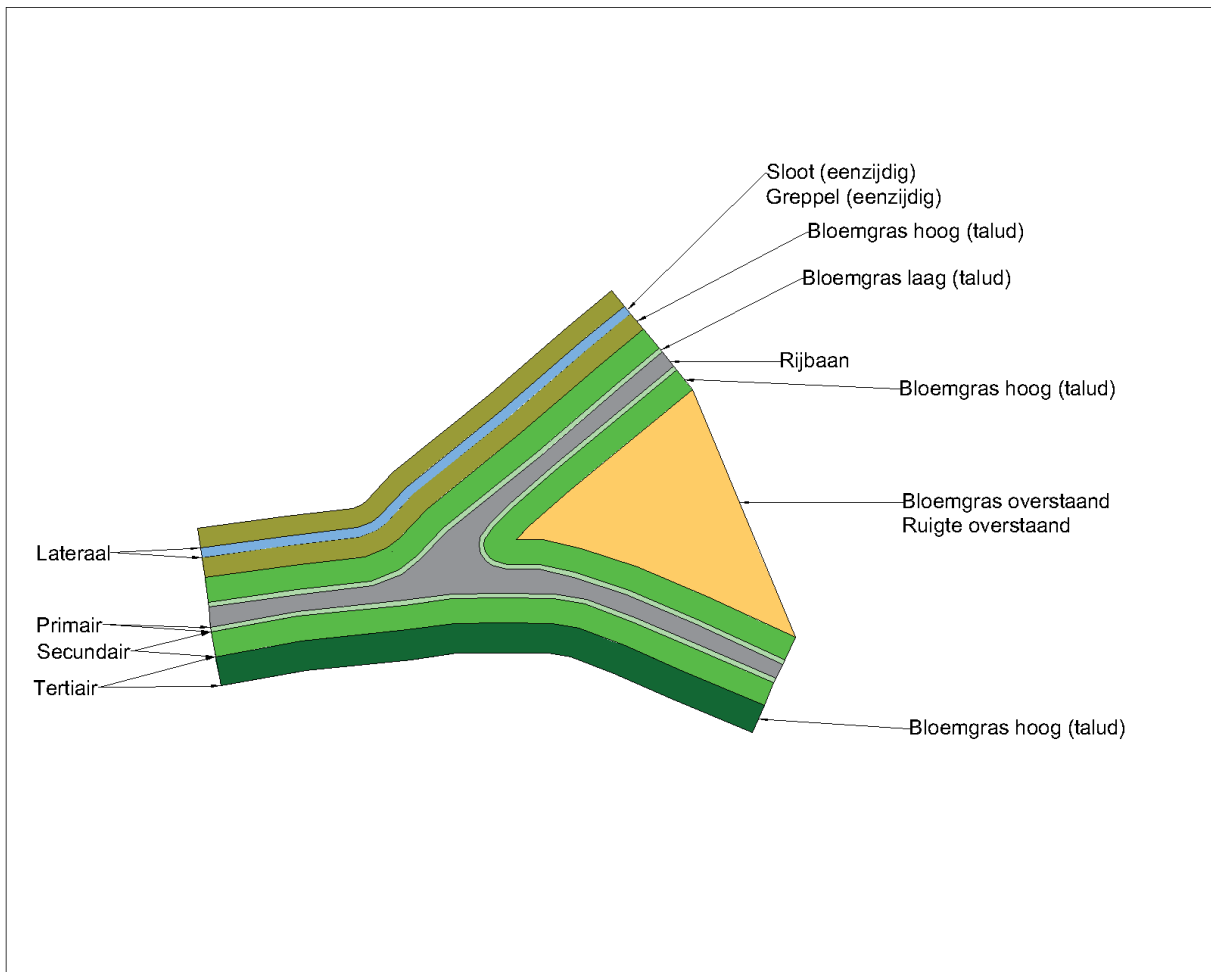 Sloot (eenzijdig)
Greppel (eenzijdig)
Bloemgras hoog (talud)
Bloemgras laag (talud)
Rijbaan
Bloemgras hoog (talud)
Bloemgras overstaand
Ruigte overstaand
Lateraal
Primair
Secundair
Tertiair
Bloemgras hoog (talud)